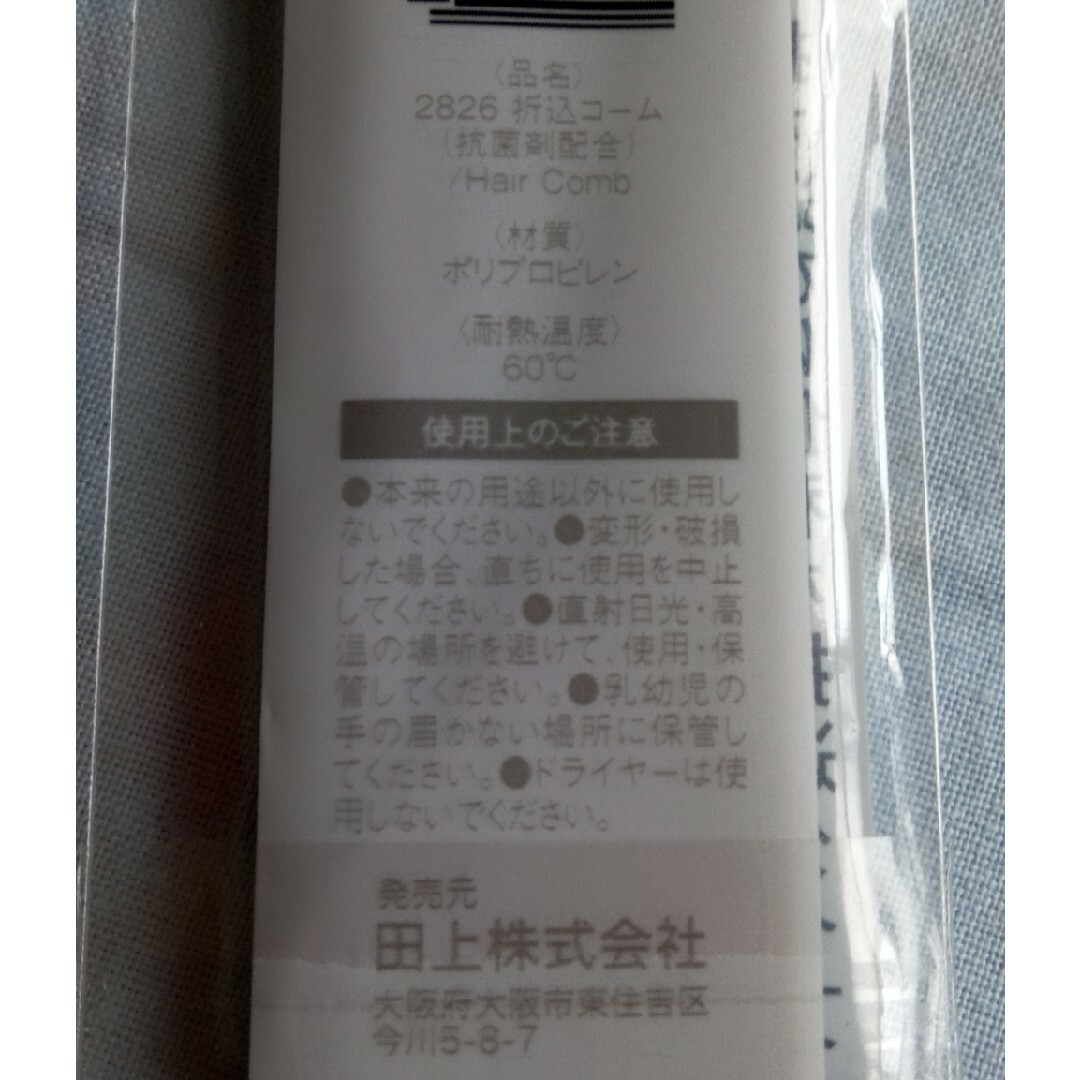 〈品名〉
2826 折込コーム
(抗菌剤配合)
/Hair Comb
〈材質〉
ポリプロピレン
〈耐熱温度〉
60℃
使用上のご注意
●本来の用途以外に使用し
ないでください。●変形・破損
した場合、直ちに使用を中止
してください。●直射日光・高
温の場所を避けて、使用・保
管してください。●乳幼児の
手の届かない場所に保管し
てください。●ドライヤーは使
用しないでください。
発売元
田上株式会社
大阪府大阪市東住吉区
今川5-8-7